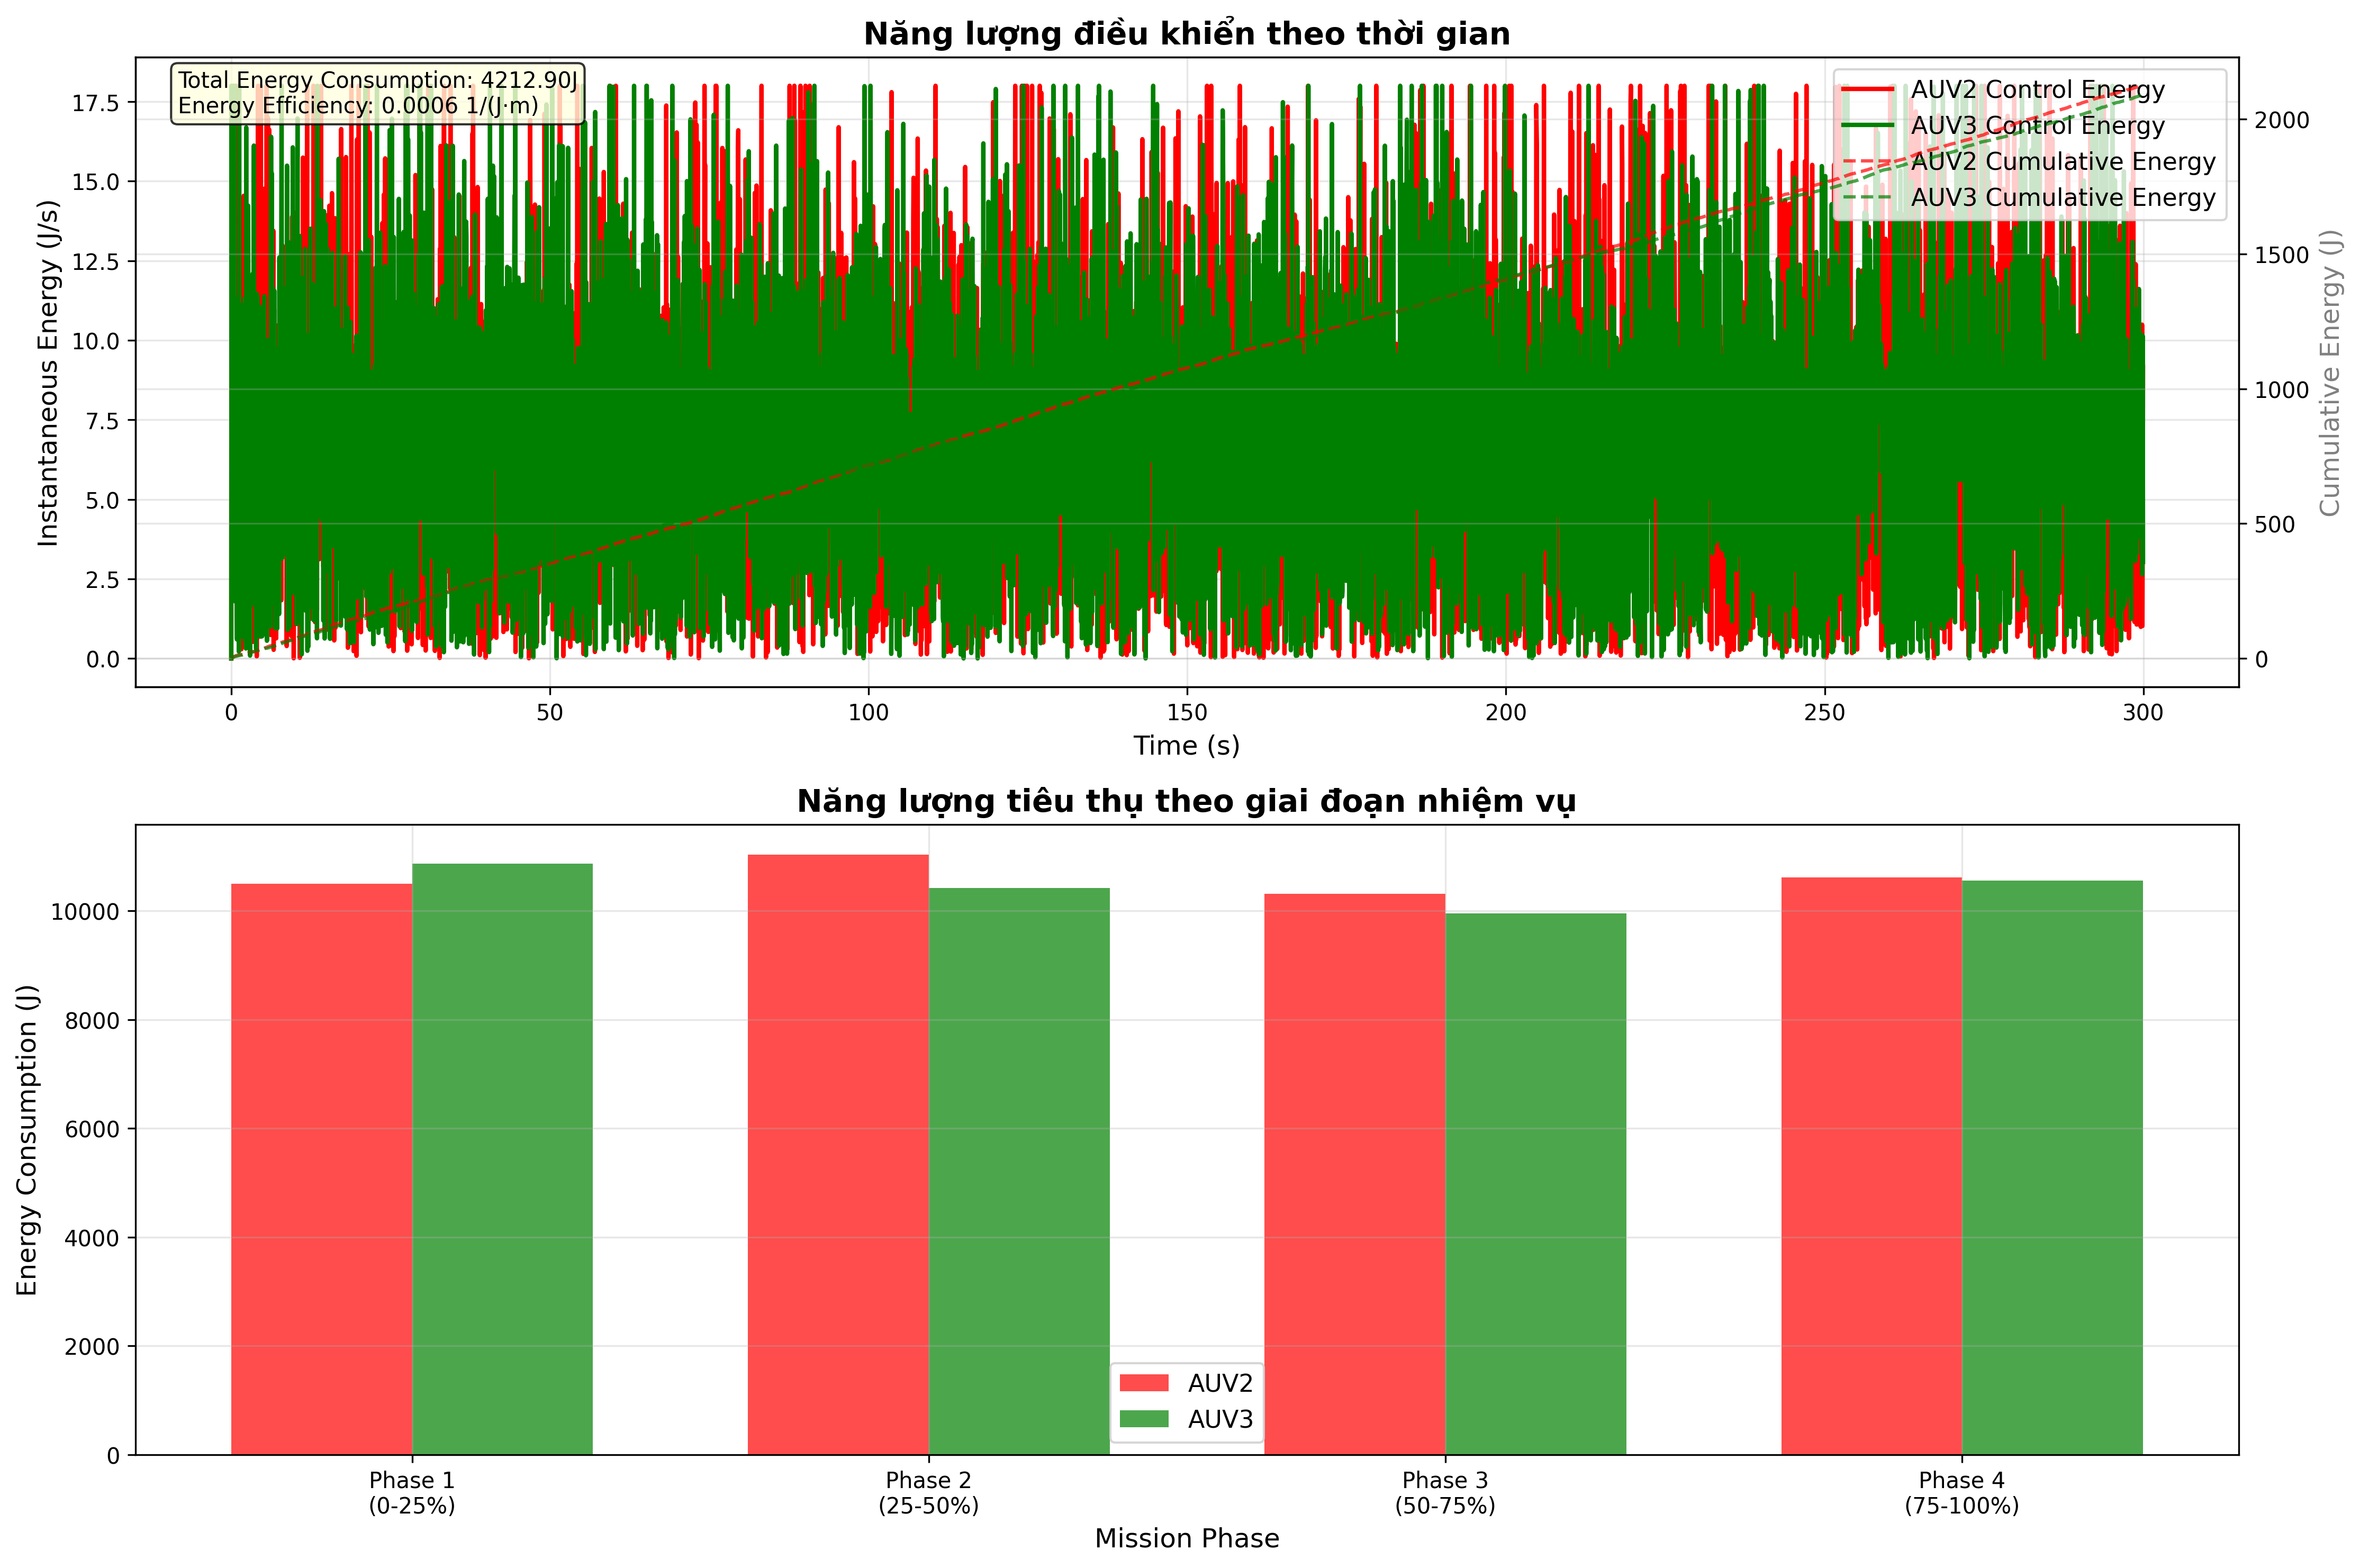 Năng lượng điều khiển theo thời gian
Total Energy Consumption: 4212.90J
Energy Efficiency: 0.0006 1/(J·m)
AUV2 Control Energy
AUV3 Control Energy
AUV2 Cumulative Energy
AUV3 Cumulative Energy
Instantaneous Energy (J/s)
17.5
15.0
12.5
10.0
7.5
5.0
2.5
0.0
2000
1500
1000
500
0
Cumulative Energy (J)
0 50 100 150 200 250 300
Time (s)
Năng lượng tiêu thụ theo giai đoạn nhiệm vụ
Energy Consumption (J)
10000
8000
6000
4000
2000
0
AUV2
AUV3
Phase 1 Phase 2 Phase 3 Phase 4
(0-25%) (25-50%) (50-75%) (75-100%)
Mission Phase